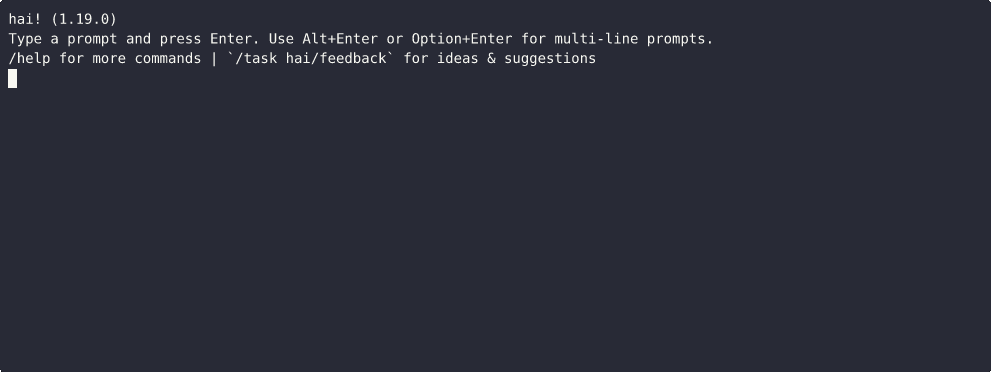 hai! (1.19.0)
Type a prompt and press Enter. Use Alt+Enter or Option+Enter for multi-line prompts.
/help for more commands | `/task hai/feedback` for ideas & suggestions